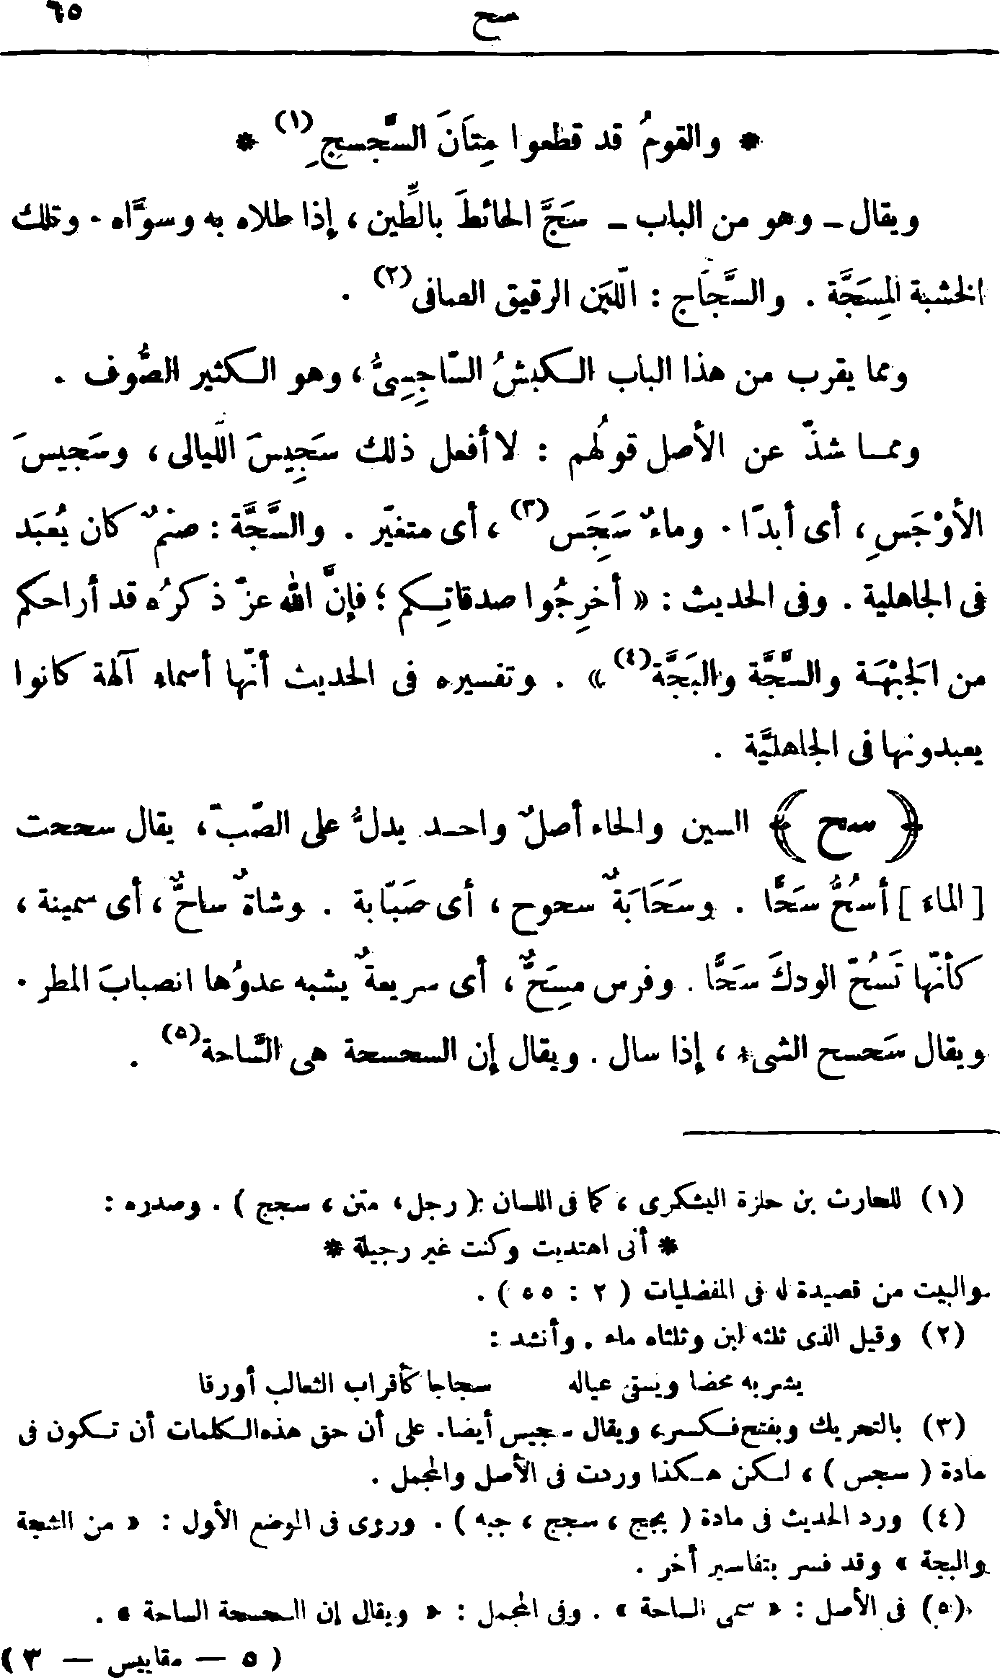 سح ٦٥
* والقومُ قد قطعوا مِتَانَ السَّجسجِ (١) *
ويقال – وهو من الباب – سَجَّ الحائطَ بالطِّين ، إذا طلاه به وسوَّاه . وتلك
الخشبة المِسَجَّة . والسَّجَاج : اللّبَن الرقيق الصافى (٢) .
ومما يقرب من هذا الباب الكبشُ السّاجِسِىُّ ، وهو الكثير الصُّوف .
ومما شذّ عن الأصل قولُهم : لا أفعل ذلك سَجِيسَ اللّيالى ، وسَجيسَ
الأوْجَسِ ، أى أبدًا . وماءٌ سَجِس (٣) ، أى متغيّر . والسَّجَّة : صنمٌ كان يُعبَد
فى الجاهلية . وفى الحديث : « أخرِجُوا صدقاتِكم ؛ فإنَّ اللّٰه عزّ ذكرُه قد أراحكم
من الجَبْهَة والسَّجَّة والبَجَّة (٤) » . وتفسيره فى الحديث أنّها أسماء آلهة كانوا
يعبدونها فى الجاهليَّة .
﴿ سح ﴾ السين والحاء أصلٌ واحد يدلُّ على الصّبّ ، يقال سححت
[ الماءَ ] أسُحُّ سَحًّا . وسَحَابَةٌ سحوح ، أى صَبّابة . وشاةٌ ساحٌّ ، أى سمينة ،
كأنّها تَسُحّ الودكَ سَحًّا . وفرس مِسَحٌّ ، أى سريعةٌ يشبه عدوُها انصبابَ المطر .
ويقال سَحسح الشىء ، إذا سال . ويقال إن السحسحة هى السَّاحة (٥) .
(١) للحارث بن حلزة اليشكرى ، كما فى اللسان ( رجل ، متن ، سجج ) . وصدره :
* أنى اهتديت وكنت غير رجيلة *
والبيت من قصيدة له فى المفضليات ( ٢ : ٥٥ ) .
(٢) وقيل الذى ثلثه لبن وثلثاه ماء . وأنشد :
يشربه محضا ويسقى عياله سجاجا كأقراب الثعالب أورقا
(٣) بالتحريك وبفتح فكسر ، ويقال سجيس أيضا . على أن حق هذه الكلمات أن تكون فى
مادة ( سجس ) ، لكن هكذا وردت فى الأصل والمجمل .
(٤) ورد الحديث فى مادة ( بجج ، سجج ، جبه ) . وروى فى الموضع الأول : « من الشجة
والبجة » وقد فسر بتفاسير أخر .
(٥) فى الأصل : « سمى الساحة » . وفى المجمل : « ويقال إن السحسحة الساحة » .
( ٥ — مقاييس — ٣ )